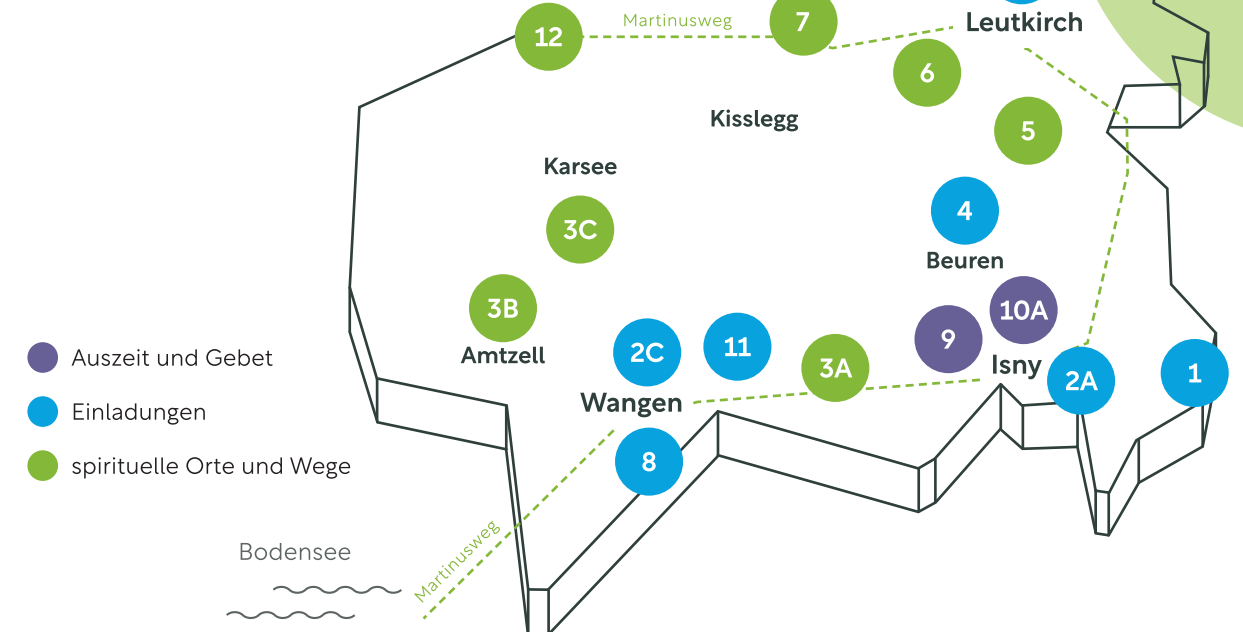 Martinusweg
7
12
Leutkirch
6
Kisslegg
5
Karsee
4
3C
Beuren
3B
10A
9
2C
11
3A
Amtzell
Isny
2A
1
Wangen
8
Auszeit und Gebet
Einladungen
spirituelle Orte und Wege
Bodensee
Martinusweg